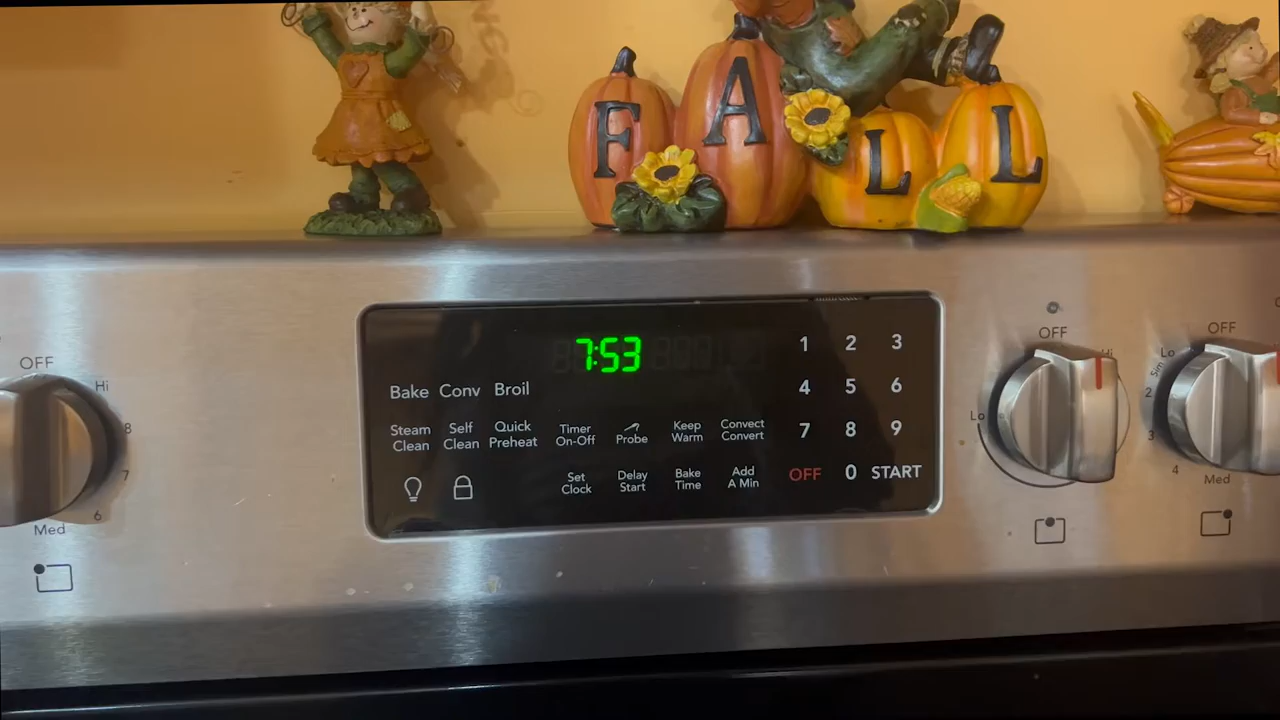 F A L L
7:53
1 2 3
Bake Conv Broil
4 5 6
Steam Clean
Self Clean
Quick Preheat
Timer On-Off
Probe
Keep Warm
Convect Convert
7 8 9
Set Clock
Delay Start
Bake Time
Add A Min
OFF 0 START
OFF
Hi
8
7
6
Med
OFF
Hi
Lo
OFF
Lo
Sim
2
3
4
Med